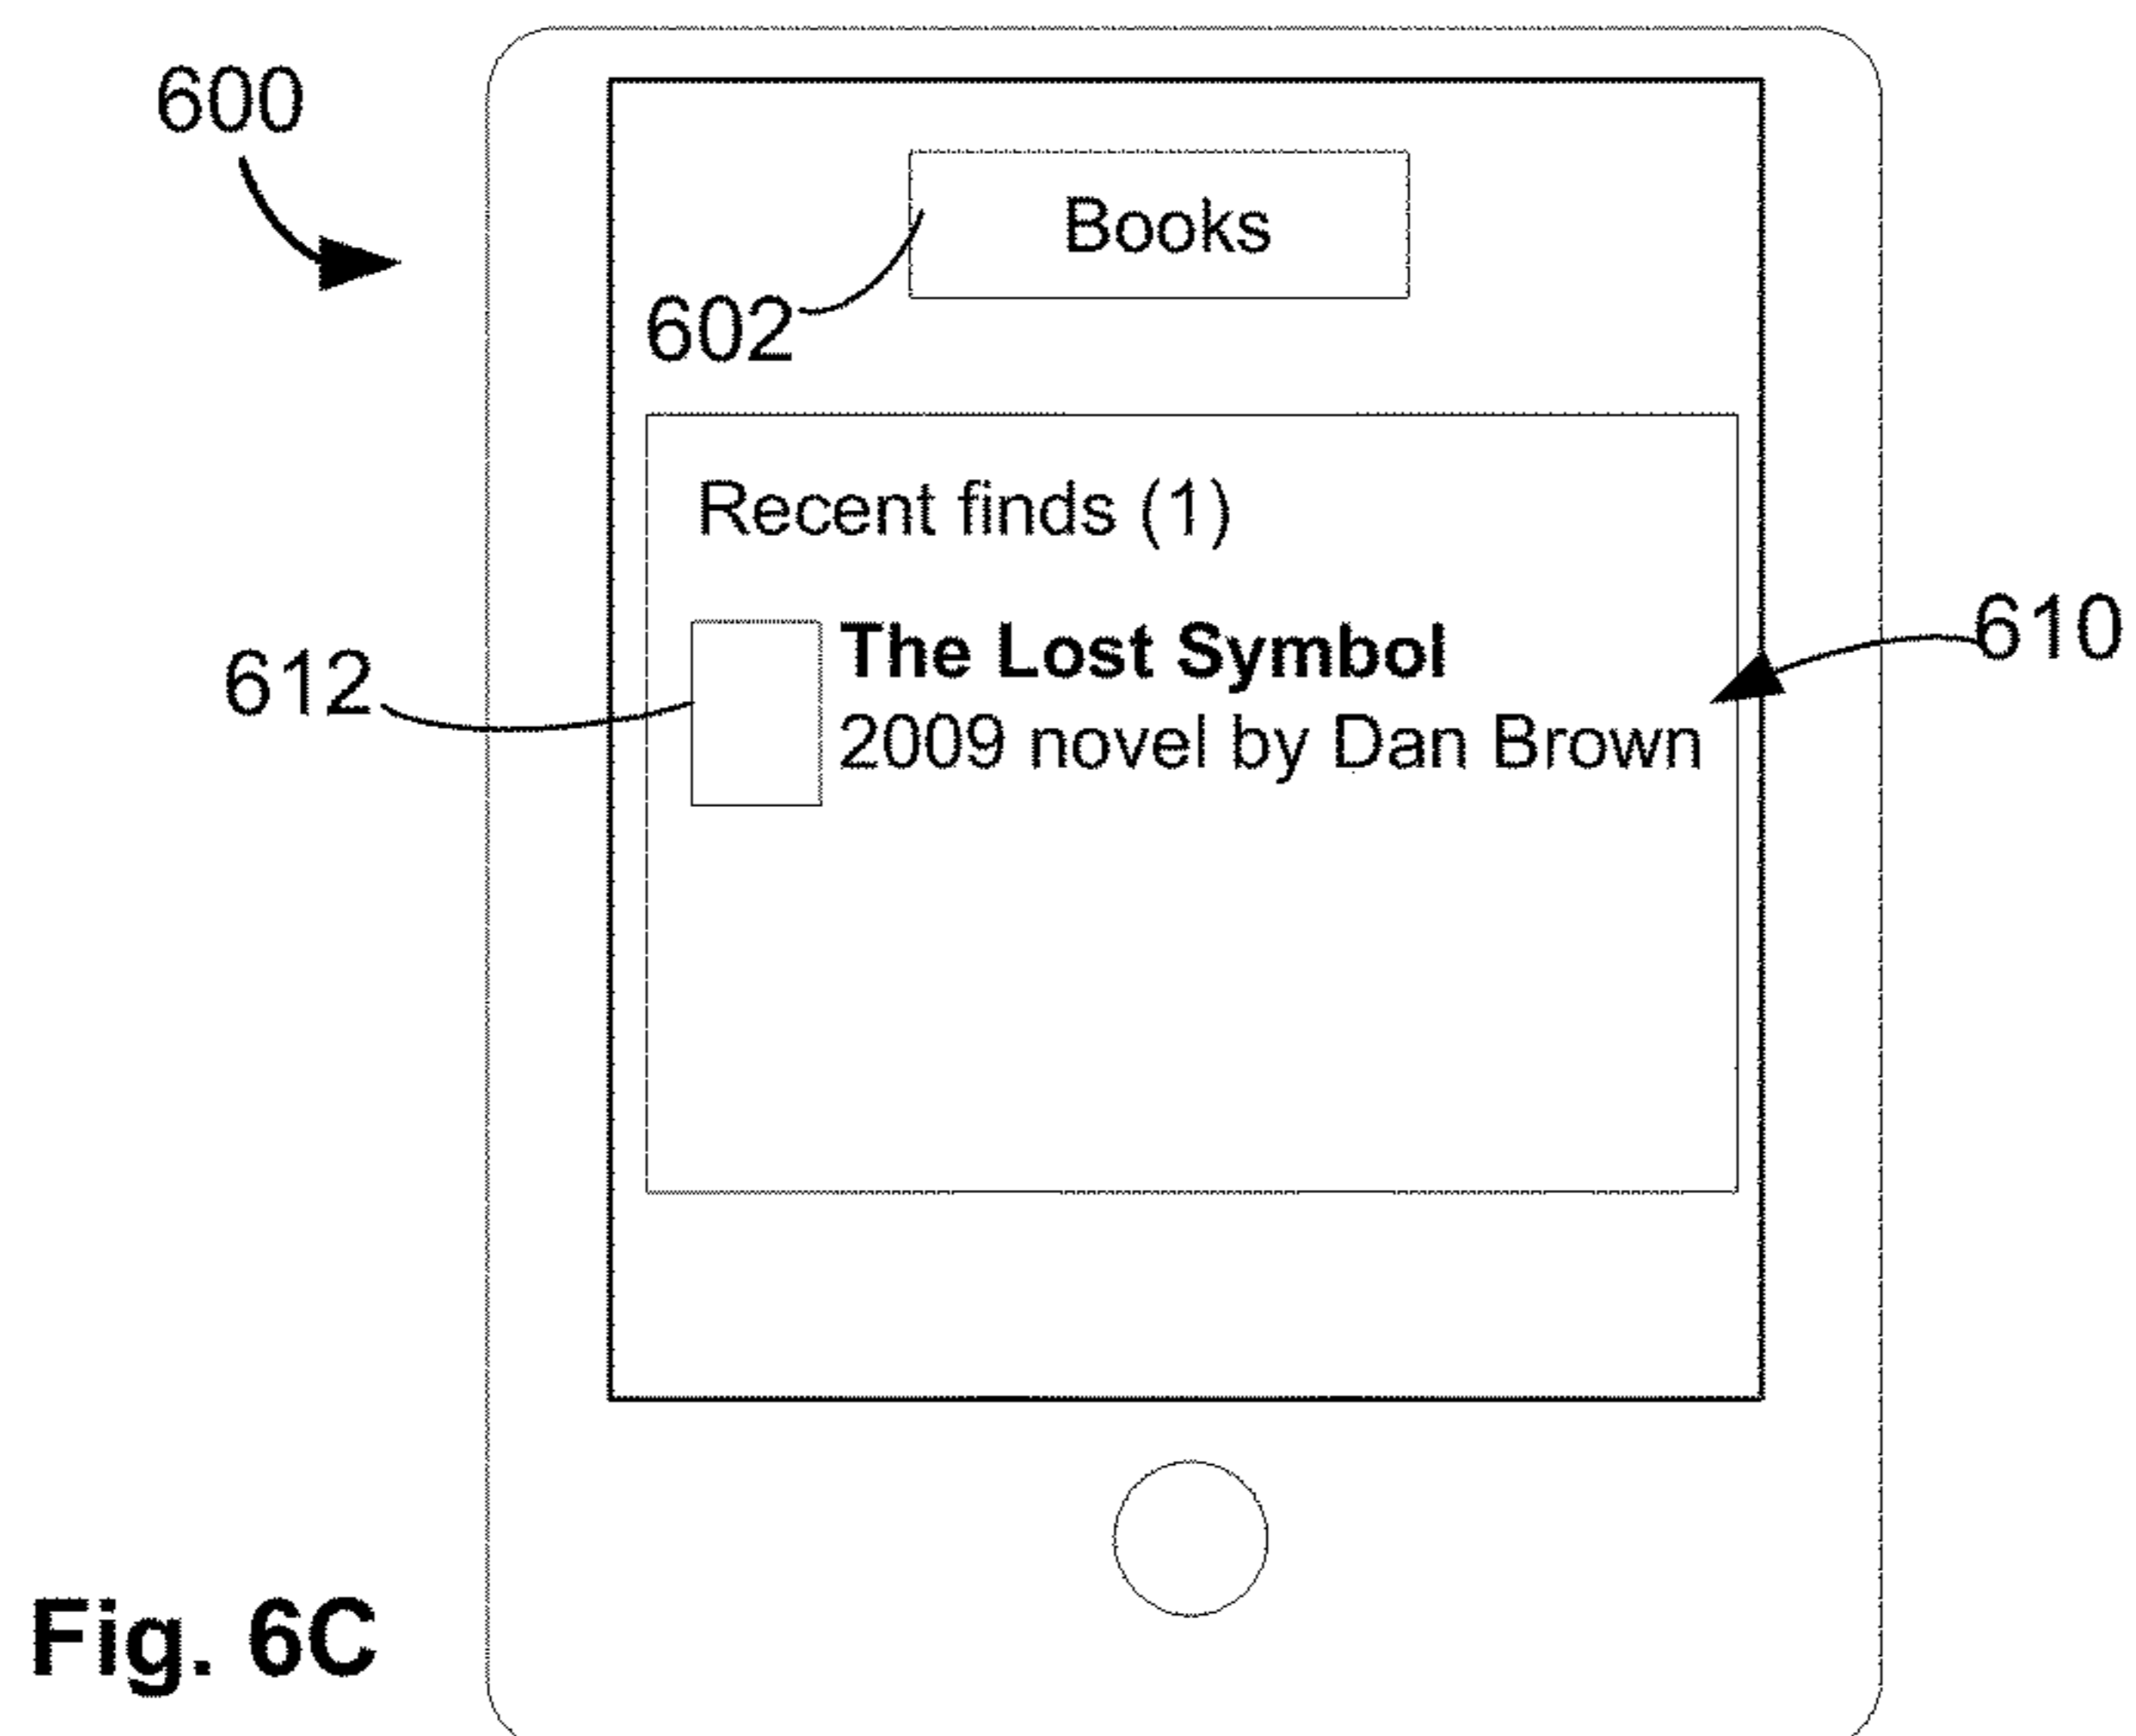 600
Books
602
Recent finds (1)
The Lost Symbol
610
612
2009 novel by Dan Brown
Fig. 6C